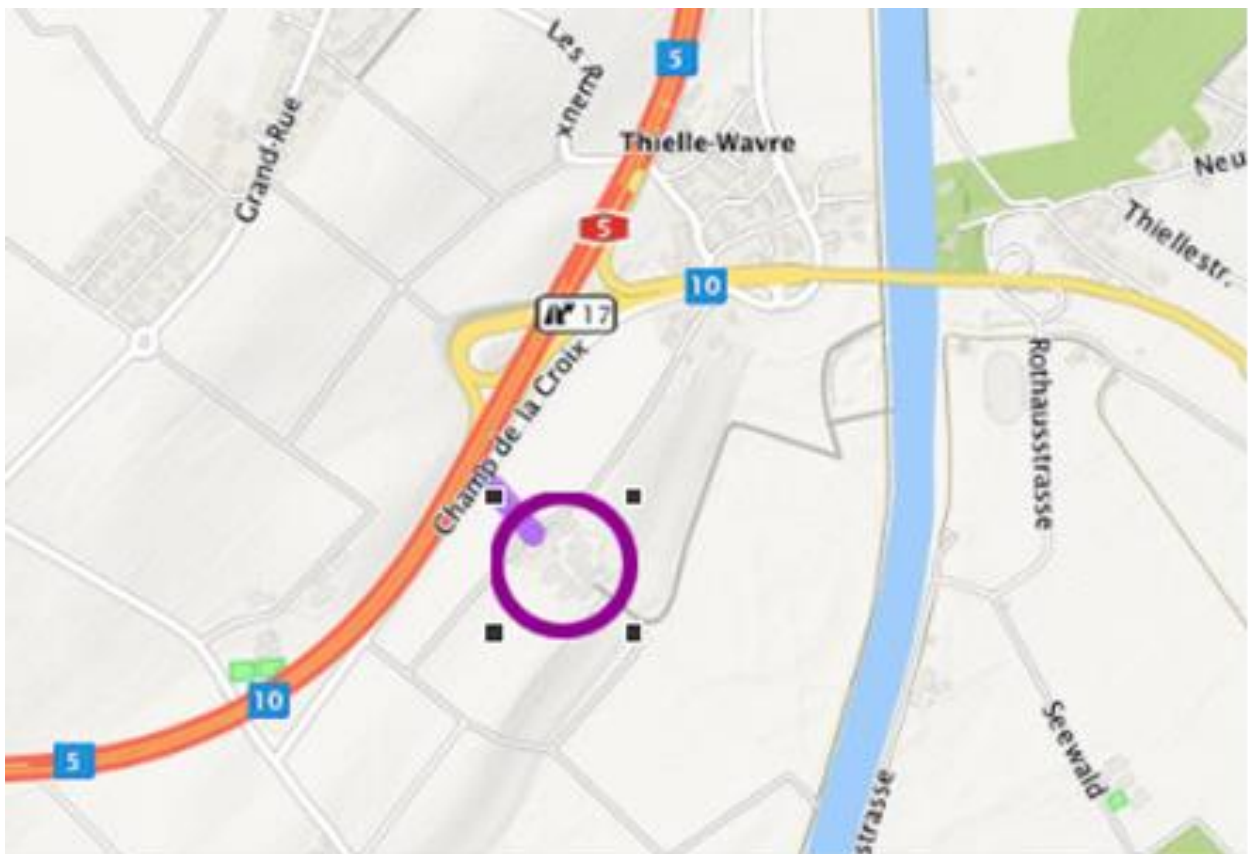 Les Biaux
5
Grand-Rue
Thielle-Wavre
Neu
Thiellestr.
5
10
17
Champ de la Croix
Rothausstrasse
10
5
Seewald
strasse